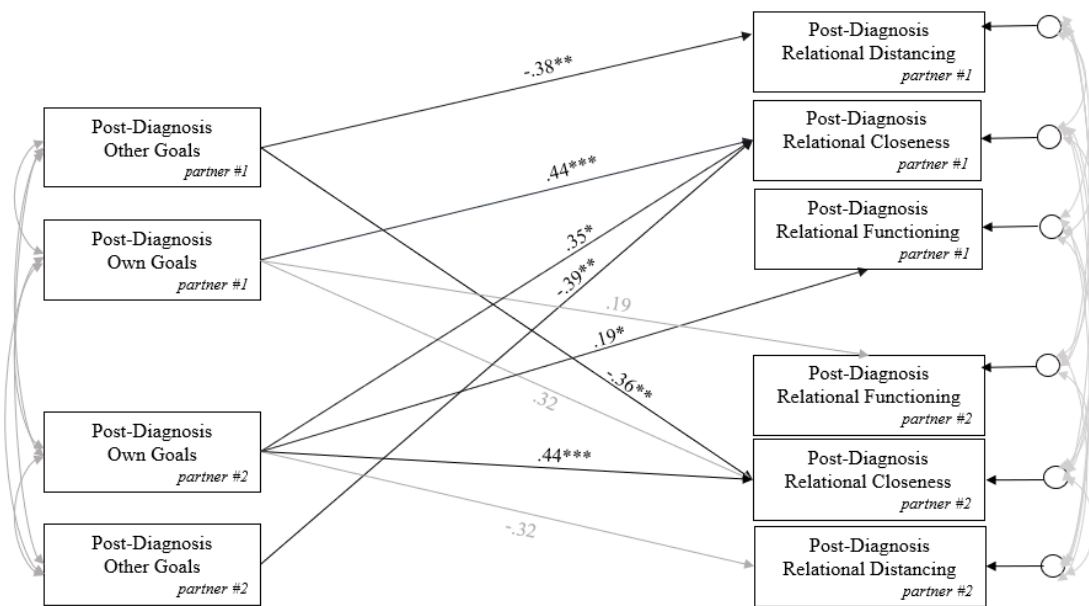 Post-Diagnosis
Other Goals
partner #1
Post-Diagnosis
Own Goals
partner #1
Post-Diagnosis
Own Goals
partner #2
Post-Diagnosis
Other Goals
partner #2
-.38**
.44***
.35*
-.39**
.19
.19*
-.36**
.32
.44***
-.32
Post-Diagnosis
Relational Distancing
partner #1
Post-Diagnosis
Relational Closeness
partner #1
Post-Diagnosis
Relational Functioning
partner #1
Post-Diagnosis
Relational Functioning
partner #2
Post-Diagnosis
Relational Closeness
partner #2
Post-Diagnosis
Relational Distancing
partner #2